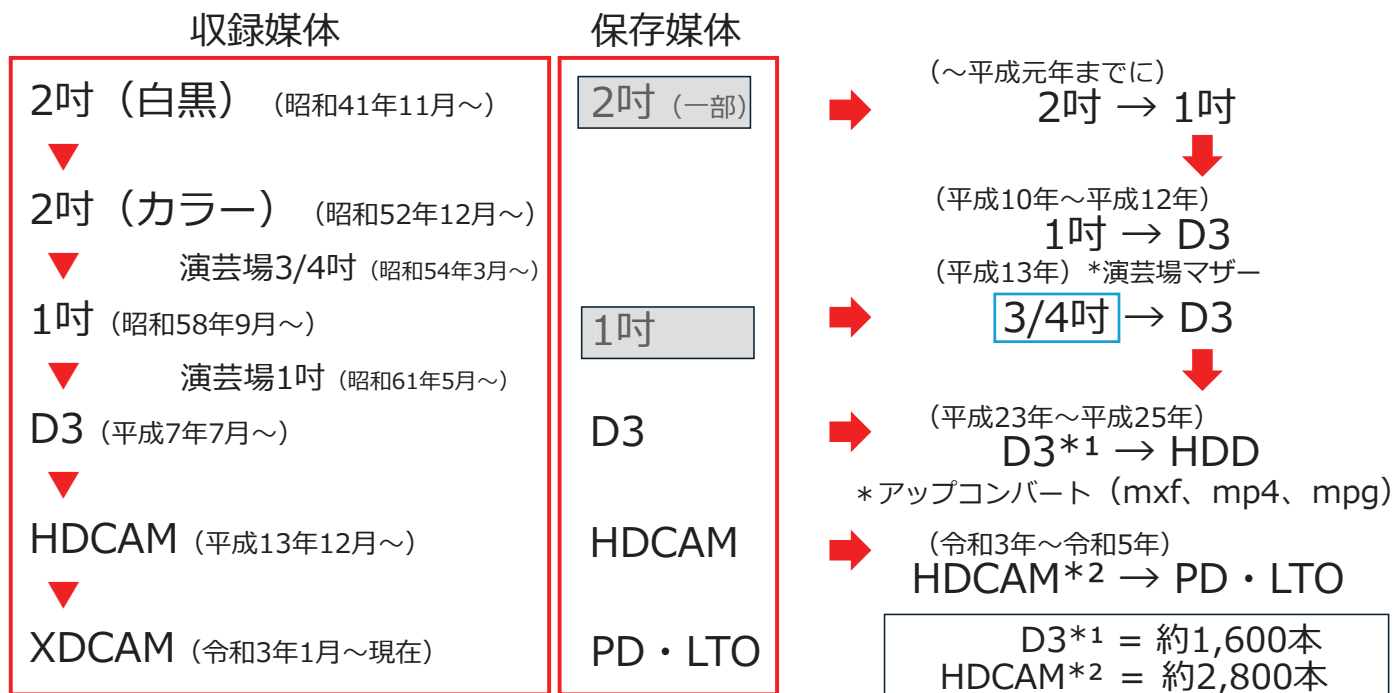 収録媒体
2吋（白黒）（昭和41年11月～）
2吋（カラー）（昭和52年12月～）
演芸場3/4吋（昭和54年3月～）
1吋（昭和58年9月～）
演芸場1吋（昭和61年5月～）
D3（平成7年7月～）
HDCAM（平成13年12月～）
XDCAM（令和3年1月～現在）
保存媒体
2吋（一部）
1吋
D3
HDCAM
PD・LTO
（～平成元年までに）
2吋 → 1吋
（平成10年～平成12年）
1吋 → D3
（平成13年）*演芸場マザー
3/4吋 → D3
（平成23年～平成25年）
D3*¹ → HDD
＊アップコンバート（mxf、mp4、mpg）
（令和3年～令和5年）
HDCAM*² → PD・LTO
D3*¹ = 約1,600本
HDCAM*² = 約2,800本